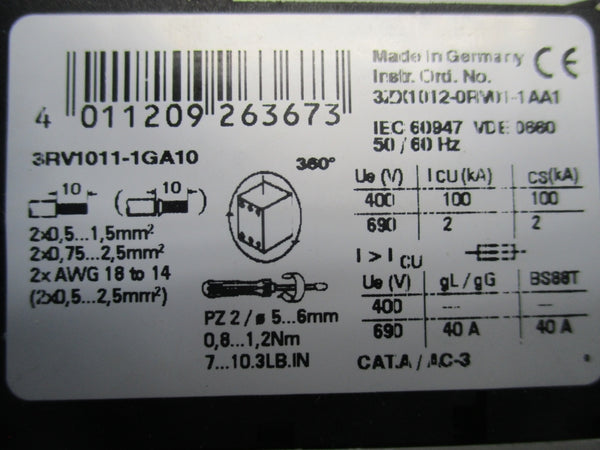 4 011209 263673
Made in Germany
Instr. Ord. No.
3ZX1012-0RV01-1AA1
CE
IEC 60947 VDE 0660
50 / 60 Hz
3RV1011-1GA10
10 ( 10 )
2x0,5...1,5mm²
2x0,75...2,5mm²
2x AWG 18 to 14
(2x0,5...2,5mm²)
360°
PZ 2 / ø 5...6mm
0,8...1,2Nm
7...10.3LB.IN
Ue (V) ICU(kA) CS(kA)
400 100 100
690 2 2
I > I CU
Ue (V) gL / gG BS88T
400 — —
690 40 A 40 A
CAT.A / AC-3